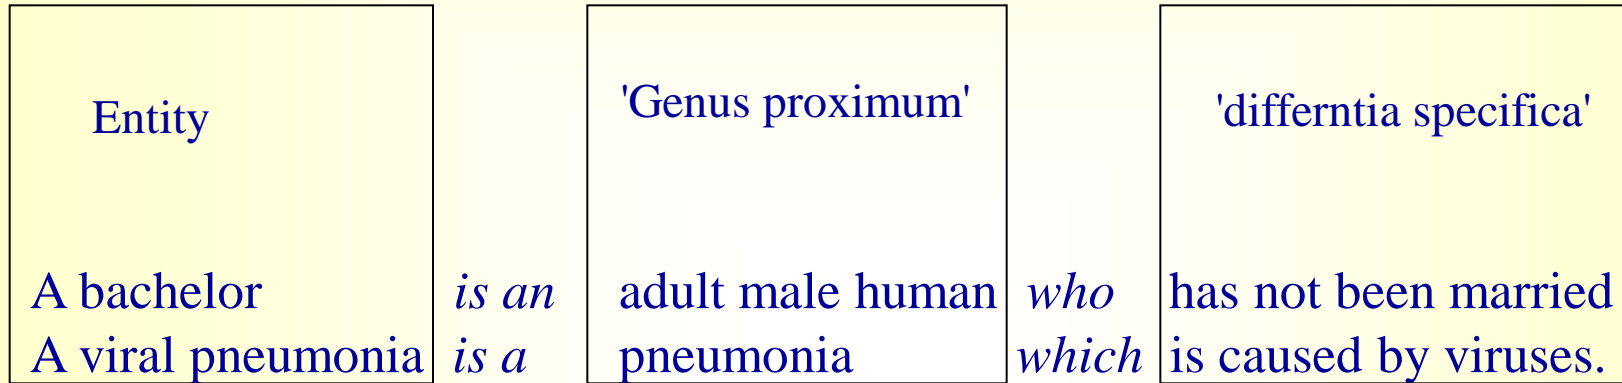 Entity 'Genus proximum' 'differntia specifica'
A bachelor is an adult male human who has not been married
A viral pneumonia is a pneumonia which is caused by viruses.